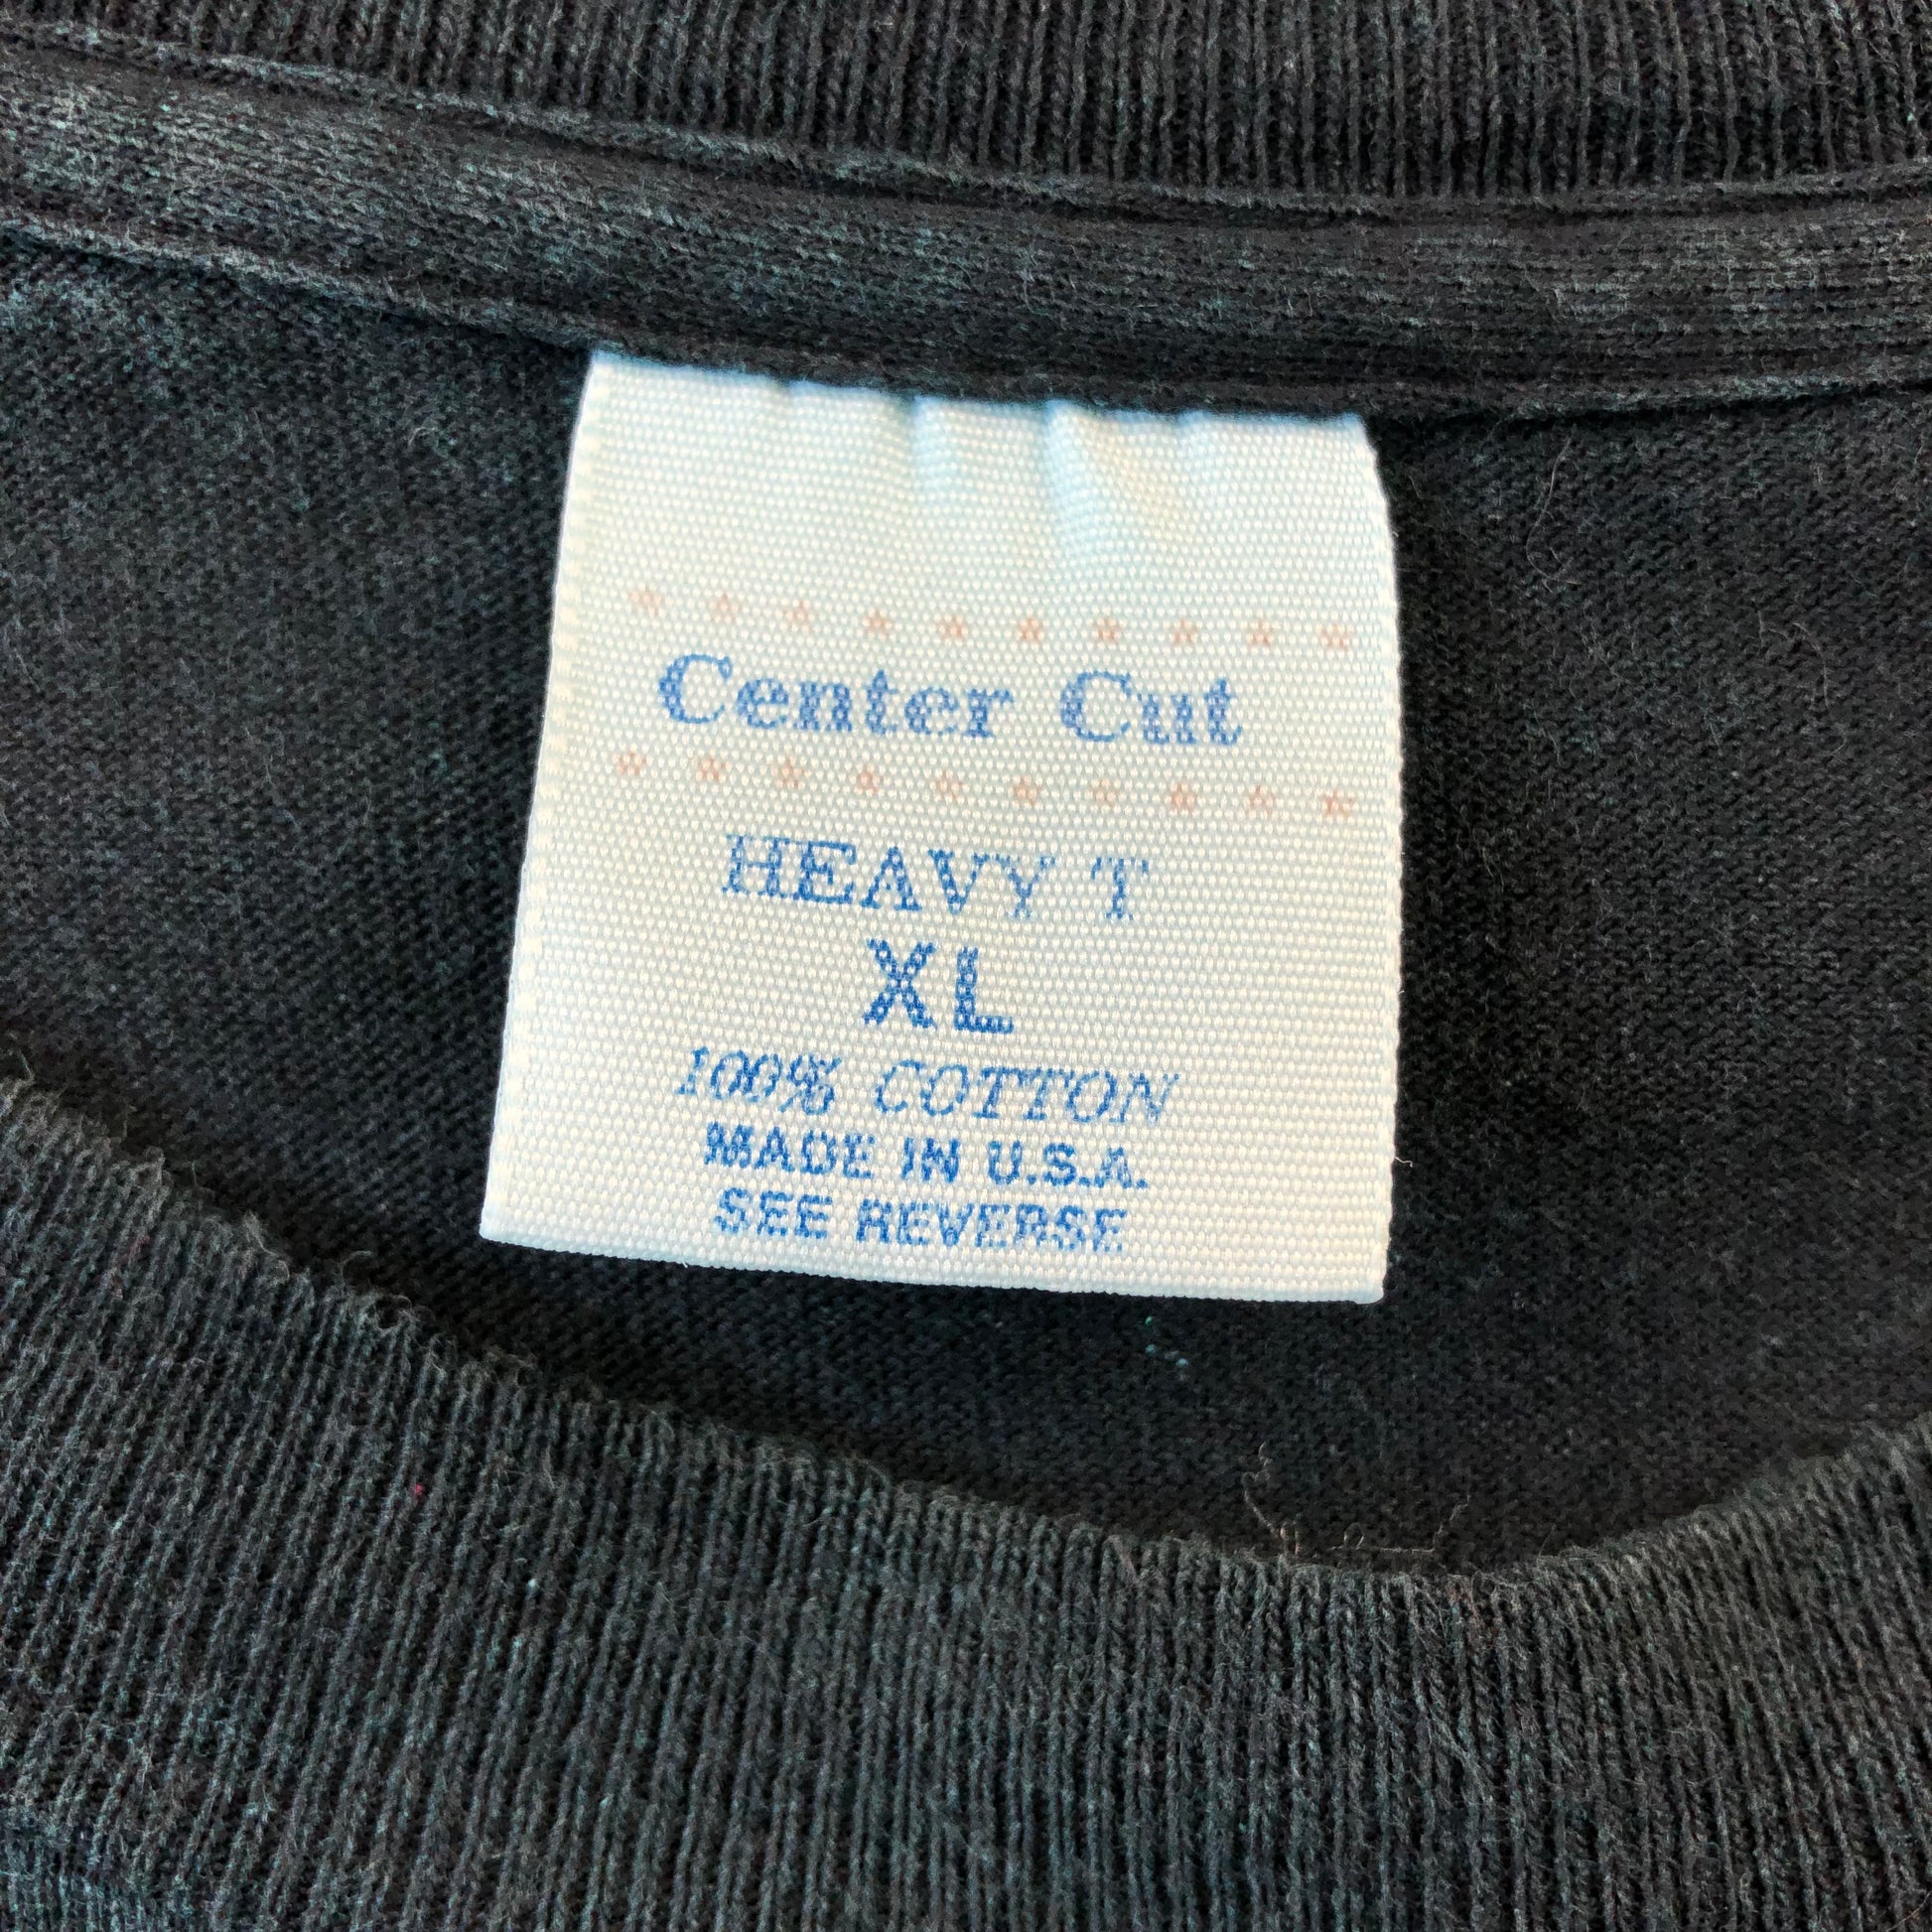 Center Cut
HEAVY T
XL
100% COTTON
MADE IN U.S.A.
SEE REVERSE